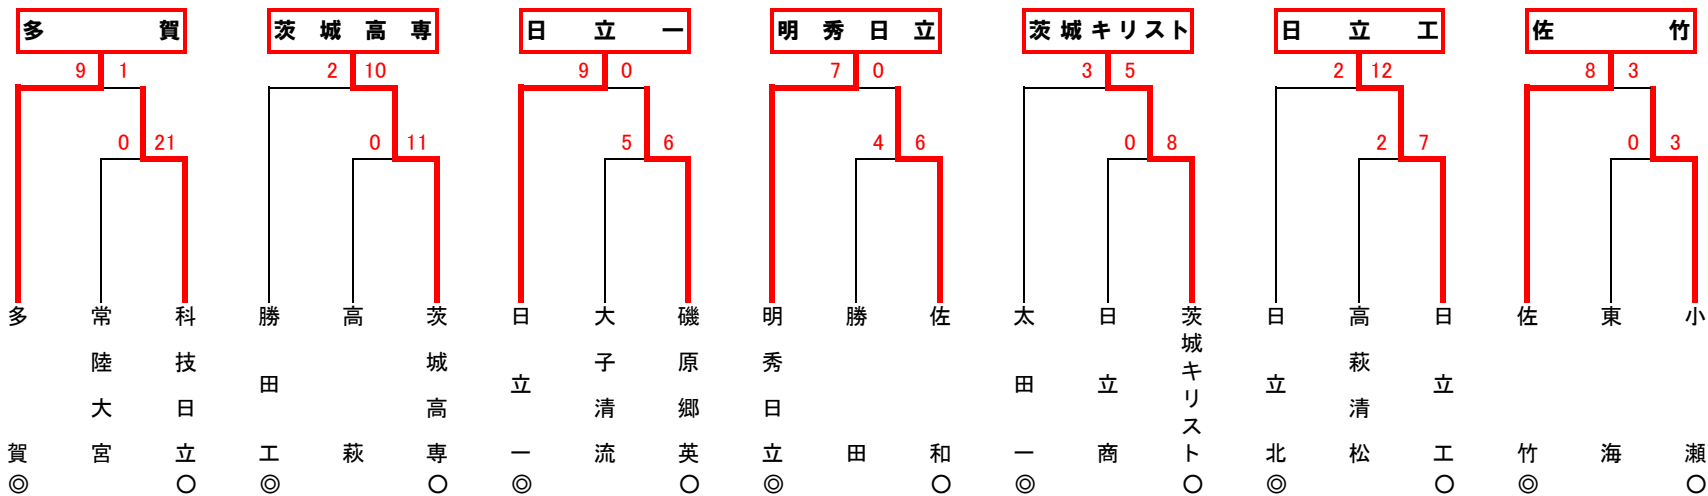 多賀 茨城高専 日立一 明秀日立 茨城キリスト 日立工 佐竹
9 1 2 10 9 0 7 0 3 5 2 12 8 3
0 21 0 11 5 6 4 6 0 8 2 7 0 3
多賀 常陸大宮 科技日立 勝田工 高萩 茨城高専 日立一 大子清流 磯原郷英 明秀日立 勝田 佐和 太田一 日立商 茨城キリスト 日立北 高萩清松 日立工 佐竹 東海 小瀬
◎ ○ ◎ ○ ◎ ○ ◎ ○ ◎ ○ ◎ ○ ◎ ○